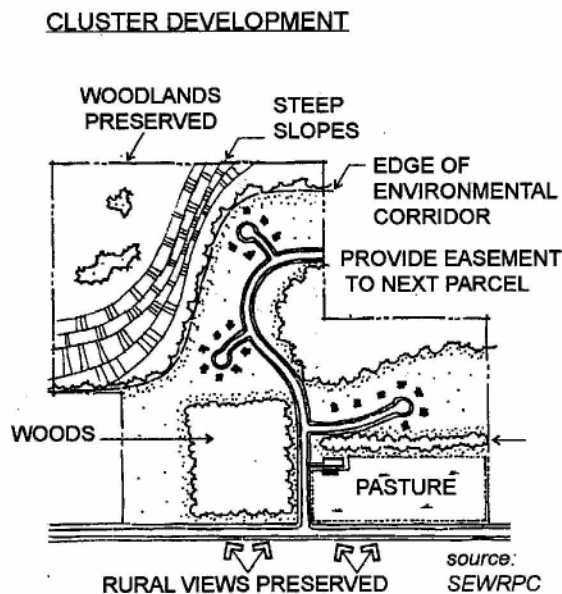 CLUSTER DEVELOPMENT
WOODLANDS
PRESERVED
STEEP
SLOPES
EDGE OF
ENVIRONMENTAL
CORRIDOR
PROVIDE EASEMENT
TO NEXT PARCEL
WOODS
PASTURE
RURAL VIEWS PRESERVED
source:
SEWRPC